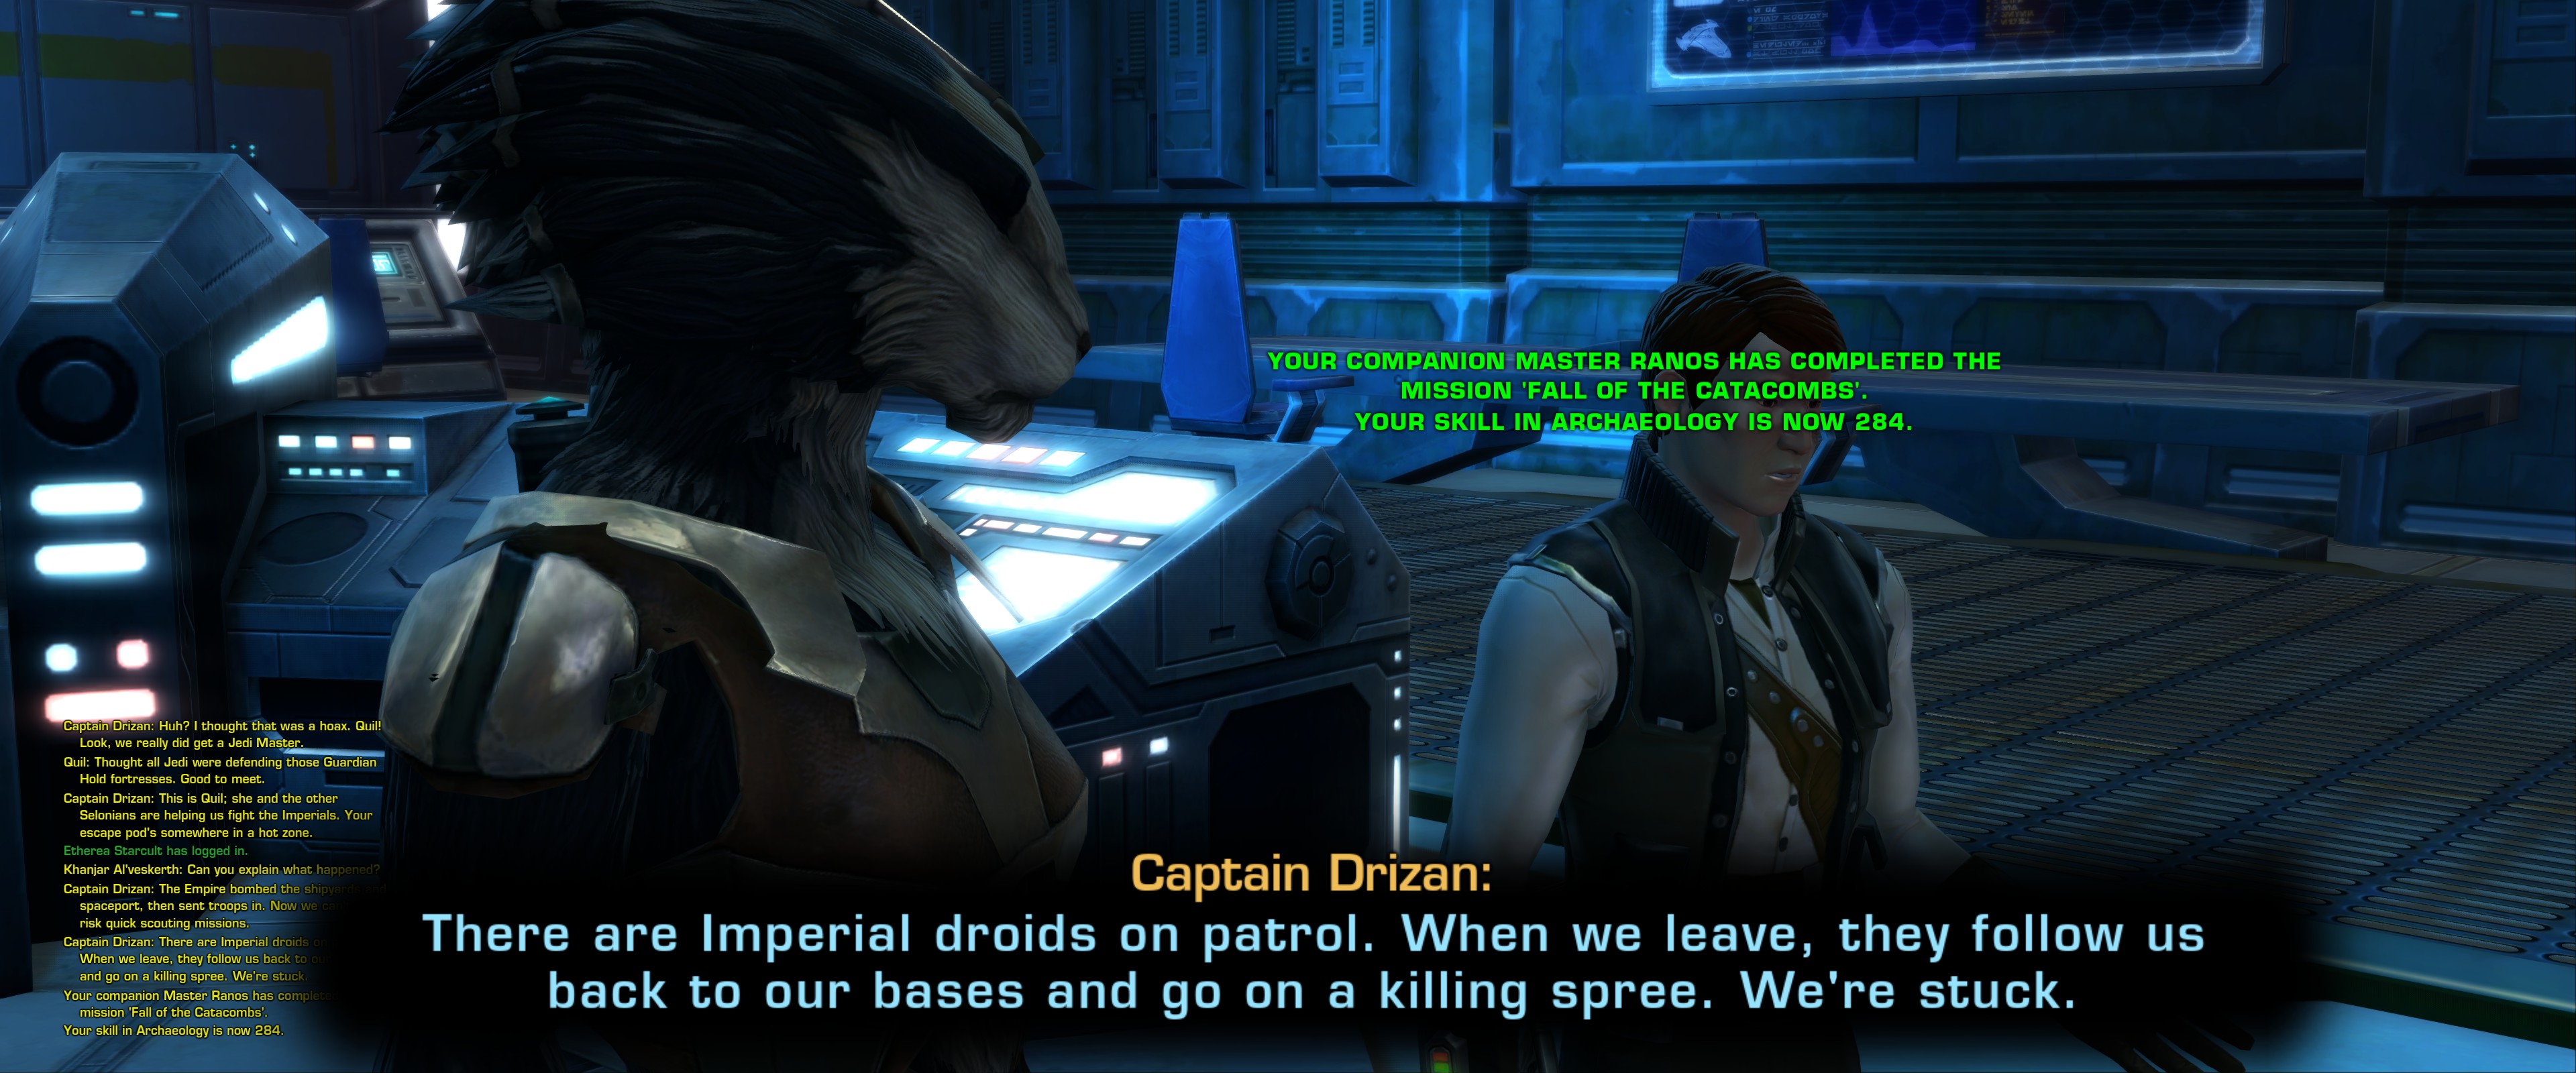 YOUR COMPANION MASTER RANOS HAS COMPLETED THE
MISSION 'FALL OF THE CATACOMBS'.
YOUR SKILL IN ARCHAEOLOGY IS NOW 284.
Captain Drizan: Huh? I thought that was a hoax. Quil!
Look, we really did get a Jedi Master.
Quil: Thought all Jedi were defending those Guardian
Hold fortresses. Good to meet.
Captain Drizan: This is Quil; she and the other
Selonians are helping us fight the Imperials. Your
escape pod's somewhere in a hot zone.
Etherea Starcult has logged in.
Khanjar Al'veskerth: Can you explain what happened?
Captain Drizan: The Empire bombed the shipyards and
spaceport, then sent troops in. Now we
risk quick scouting missions.
Captain Drizan: There are Imperial droids on
When we leave, they follow us back to
and go on a killing spree. We're stuck.
Your companion Master Ranos has
mission 'Fall of the Catacombs'.
Your skill in Archaeology is now 284.
Captain Drizan:
There are Imperial droids on patrol. When we leave, they follow us
back to our bases and go on a killing spree. We're stuck.